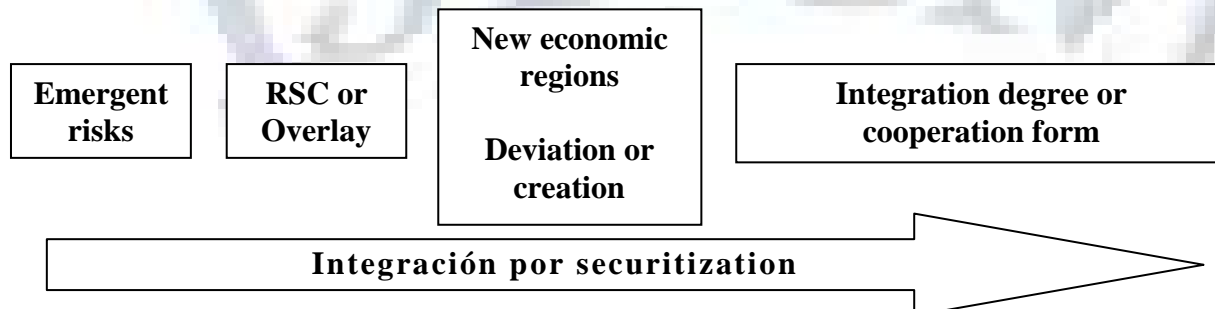 Emergent
risks
RSC or
Overlay
New economic
regions
Deviation or
creation
Integration degree or
cooperation form
Integración por securitization